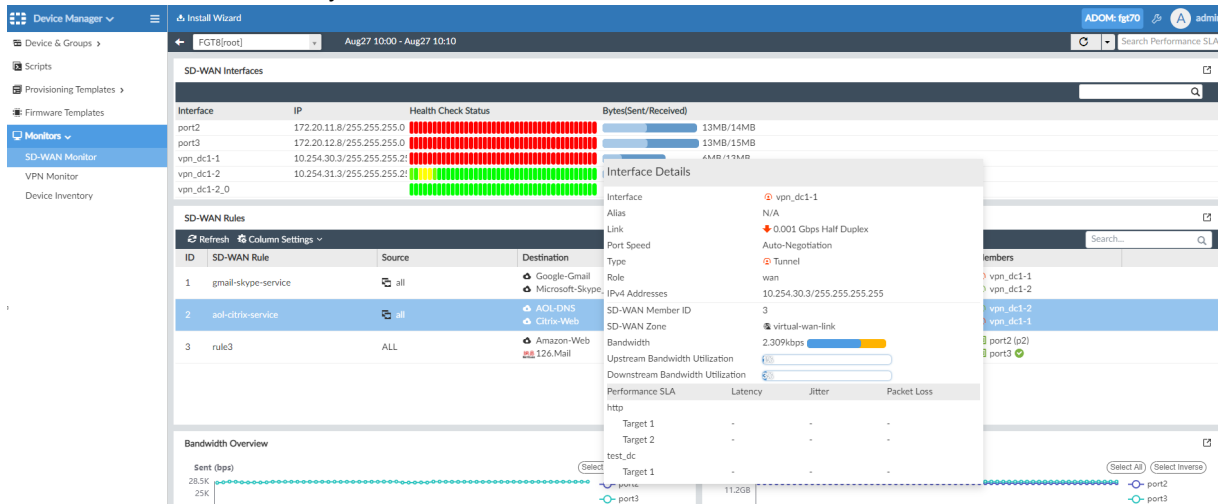 Device Manager
Install Wizard
ADOM: fgt70
A
admin
Device & Groups
FGT8[root]
Aug27 10:00 - Aug27 10:10
Search Performance SLA
Scripts
SD-WAN Interfaces
Provisioning Templates
Firmware Templates
Interface IP Health Check Status Bytes(Sent/Received)
Monitors
port2 172.20.11.8/255.255.255.0 13MB/14MB
port3 172.20.12.8/255.255.255.0 13MB/15MB
SD-WAN Monitor
vpn_dc1-1 10.254.30.3/255.255.255.25 6MB/13MB
VPN Monitor
vpn_dc1-2 10.254.31.3/255.255.255.25
Device Inventory
vpn_dc1-2_0
Interface Details
Interface vpn_dc1-1
Alias N/A
Link 0.001 Gbps Half Duplex
Port Speed Auto-Negotiation
Type Tunnel
Role wan
IPv4 Addresses 10.254.30.3/255.255.255.255
SD-WAN Member ID 3
SD-WAN Zone virtual-wan-link
Bandwidth 2.309kbps
Upstream Bandwidth Utilization
Downstream Bandwidth Utilization
Performance SLA Latency Jitter Packet Loss
http
Target 1 - - -
Target 2 - - -
test_dc
Target 1 - - -
SD-WAN Rules
Refresh Column Settings
Search...
ID SD-WAN Rule Source Destination embers
1 gmail-skype-service all Google-Gmail vpn_dc1-1
Microsoft-Skype_ vpn_dc1-2
2 aol-citrix-service all AOL-DNS vpn_dc1-2
Citrix-Web vpn_dc1-1
3 rule3 ALL Amazon-Web port2 (p2)
126.Mail port3
Bandwidth Overview
Sent (bps)
Select
Select All Select Inverse
28.5K
25K
port2
port3
11.2GB
port2
port3